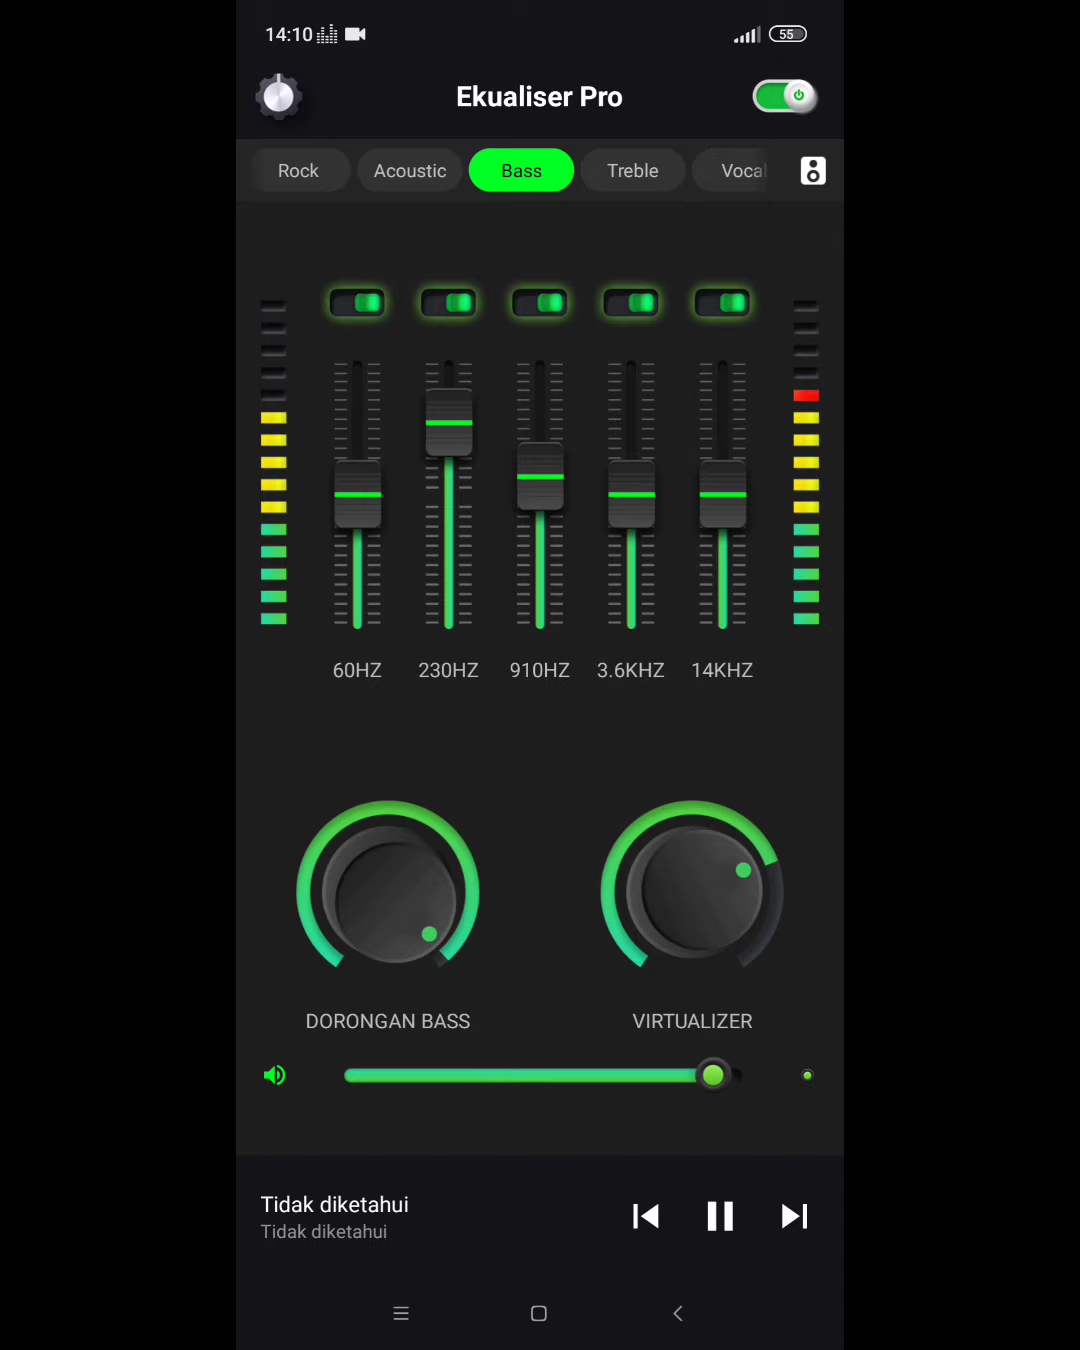 14:10
55
Ekualiser Pro
Rock Acoustic Bass Treble Vocal
60HZ 230HZ 910HZ 3.6KHZ 14KHZ
DORONGAN BASS VIRTUALIZER
Tidak diketahui
Tidak diketahui